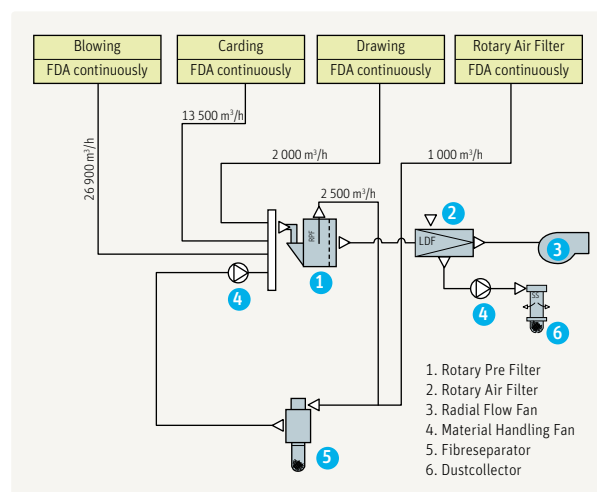 Blowing
FDA continuously
Carding
FDA continuously
Drawing
FDA continuously
Rotary Air Filter
FDA continuously
13 500 m³/h
2 000 m³/h
1 000 m³/h
26 900 m³/h
2 500 m³/h
RPF
1
2
LDF
3
4
4
SS
6
5
1. Rotary Pre Filter
2. Rotary Air Filter
3. Radial Flow Fan
4. Material Handling Fan
5. Fibreseparator
6. Dustcollector